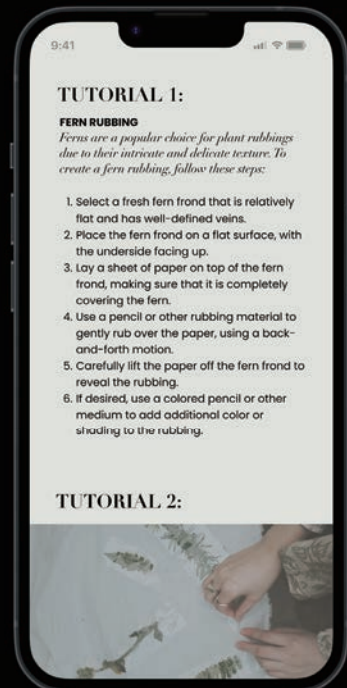 9:41
TUTORIAL 1:
FERN RUBBING
Ferns are a popular choice for plant rubbings
due to their intricate and delicate texture. To
create a fern rubbing, follow these steps:
1. Select a fresh fern frond that is relatively
flat and has well-defined veins.
2. Place the fern frond on a flat surface, with
the underside facing up.
3. Lay a sheet of paper on top of the fern
frond, making sure that it is completely
covering the fern.
4. Use a pencil or other rubbing material to
gently rub over the paper, using a back-
and-forth motion.
5. Carefully lift the paper off the fern frond to
reveal the rubbing.
6. If desired, use a colored pencil or other
medium to add additional color or
shading to the rubbing.
TUTORIAL 2: